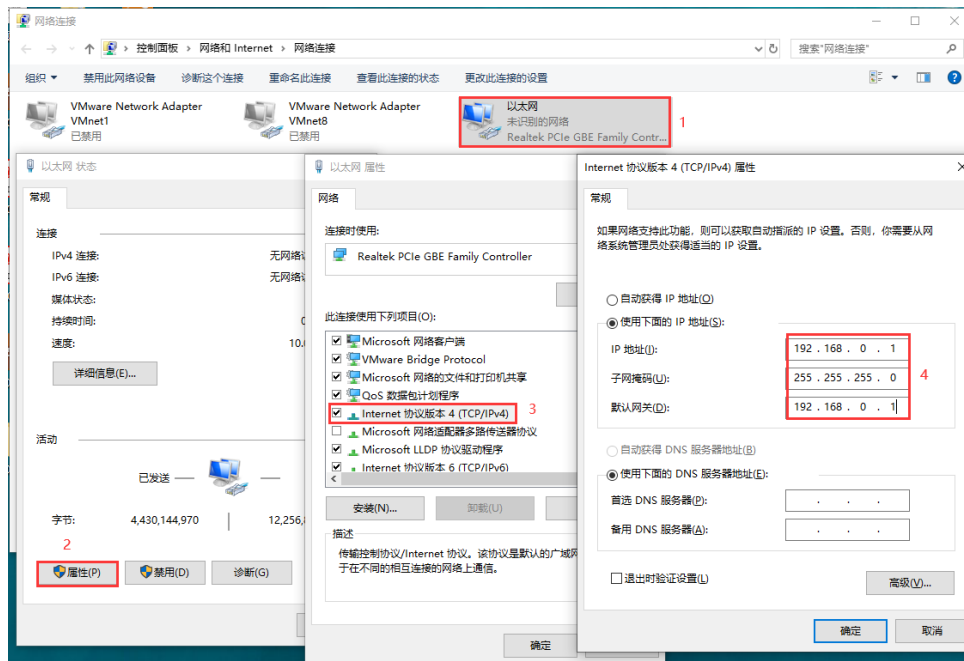 网络连接
控制面板 > 网络和 Internet > 网络连接
搜索"网络连接"
组织 禁用此网络设备 诊断这个连接 重命名此连接 查看此连接的状态 更改此连接的设置
VMware Network Adapter
VMnet1
已禁用
VMware Network Adapter
VMnet8
已禁用
以太网
未识别的网络
Realtek PCIe GBE Family Contr...
1
以太网 状态
常规
连接
IPv4 连接: 无网络
IPv6 连接: 无网络
媒体状态:
持续时间:
速度: 10.
详细信息(E)...
活动
已发送
字节: 4,430,144,970 12,256,
2
属性(P) 禁用(D) 诊断(G)
以太网 属性
网络
连接时使用:
Realtek PCIe GBE Family Controller
此连接使用下列项目(O):
Microsoft 网络客户端
VMware Bridge Protocol
Microsoft 网络的文件和打印机共享
QoS 数据包计划程序
Internet 协议版本 4 (TCP/IPv4)
3
Microsoft 网络适配器多路传送器协议
Microsoft LLDP 协议驱动程序
Internet 协议版本 6 (TCP/IPv6)
安装(N)... 卸载(U)
描述
传输控制协议/Internet 协议。该协议是默认的广域网
于在不同的相互连接的网络上通信。
确定
Internet 协议版本 4 (TCP/IPv4) 属性
常规
如果网络支持此功能，则可以获取自动指派的 IP 设置。否则，你需要从网
络系统管理员处获得适当的 IP 设置。
自动获得 IP 地址(O)
使用下面的 IP 地址(S):
IP 地址(I): 192 . 168 . 0 . 1
子网掩码(U): 255 . 255 . 255 . 0
4
默认网关(D): 192 . 168 . 0 . 1
自动获得 DNS 服务器地址(B)
使用下面的 DNS 服务器地址(E):
首选 DNS 服务器(P): . . .
备用 DNS 服务器(A): . . .
退出时验证设置(L)
高级(V)...
确定 取消